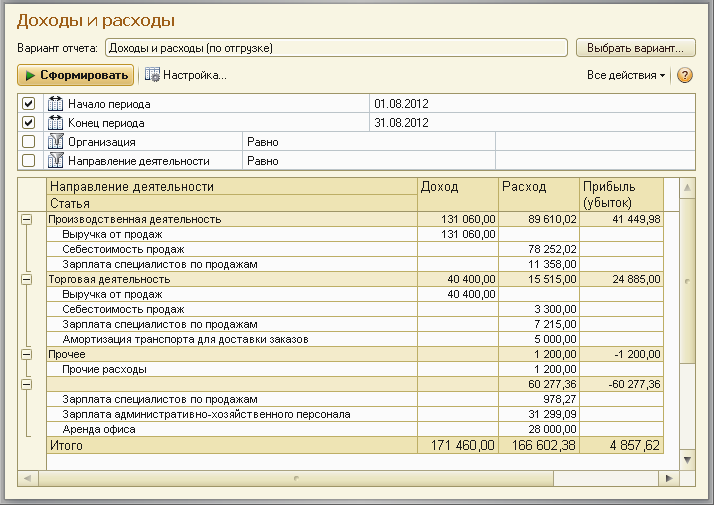 Доходы и расходы
Вариант отчета: Доходы и расходы (по отгрузке) Выбрать вариант...
Сформировать Настройка... Все действия ?
Начало периода 01.08.2012
Конец периода 31.08.2012
Организация Равно
Направление деятельности Равно
Направление деятельности Доход Расход Прибыль
Статья (убыток)
Производственная деятельность 131 060,00 89 610,02 41 449,98
Выручка от продаж 131 060,00
Себестоимость продаж 78 252,02
Зарплата специалистов по продажам 11 358,00
Торговая деятельность 40 400,00 15 515,00 24 885,00
Выручка от продаж 40 400,00
Себестоимость продаж 3 300,00
Зарплата специалистов по продажам 7 215,00
Амортизация транспорта для доставки заказов 5 000,00
Прочее 1 200,00 -1 200,00
Прочие расходы 1 200,00
60 277,36 -60 277,36
Зарплата специалистов по продажам 978,27
Зарплата административно-хозяйственного персонала 31 299,09
Аренда офиса 28 000,00
Итого 171 460,00 166 602,38 4 857,62